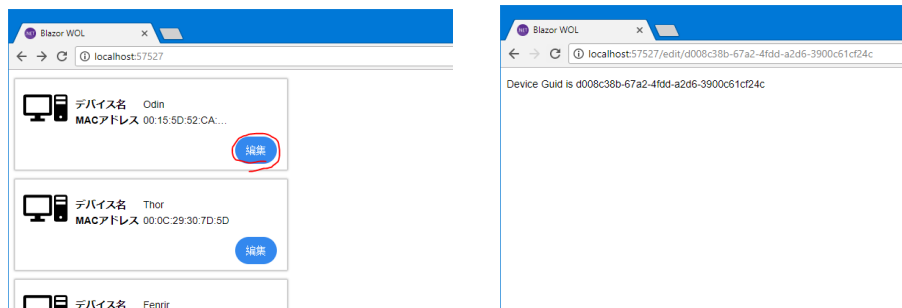 Blazor WOL
localhost:57527
デバイス名 Odin
MACアドレス 00:15:5D:52:CA:...
編集
デバイス名 Thor
MACアドレス 00:0C:29:30:7D:5D
編集
デバイス名 Fenrir
Blazor WOL
localhost:57527/edit/d008c38b-67a2-4fdd-a2d6-3900c61cf24c
Device Guid is d008c38b-67a2-4fdd-a2d6-3900c61cf24c